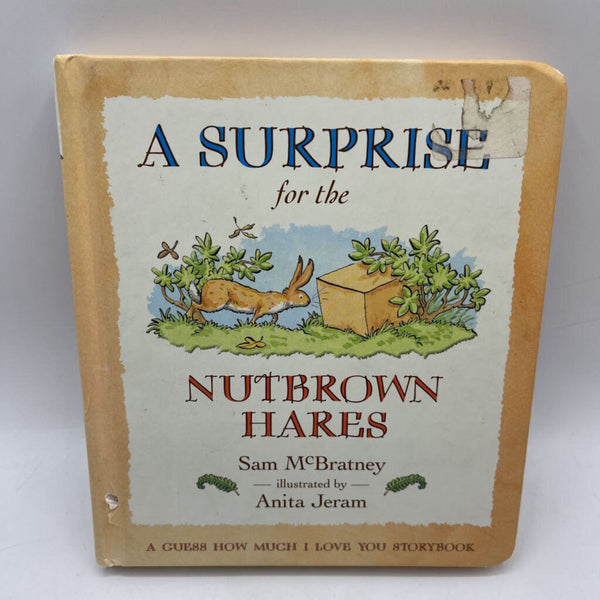 A SURPRISE
for the
NUTBROWN
HARES
Sam McBratney
illustrated by
Anita Jeram
A GUESS HOW MUCH I LOVE YOU STORYBOOK